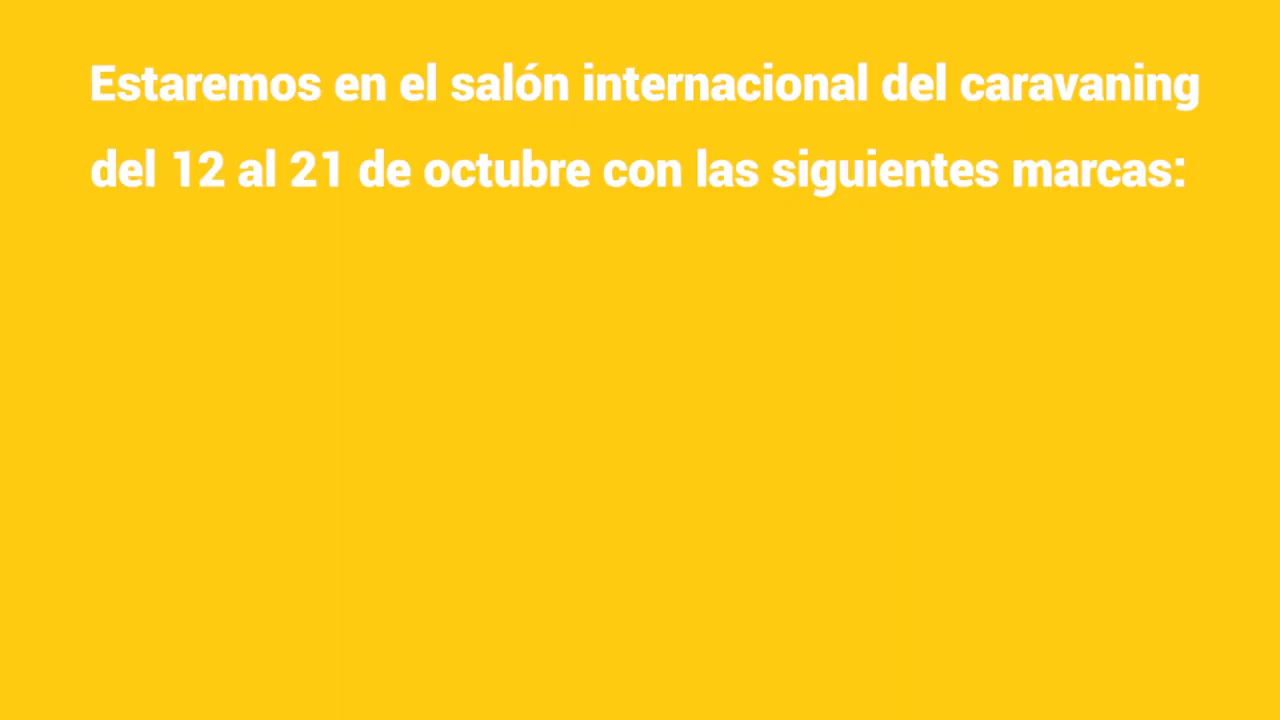 Estaremos en el salón internacional del caravaning
del 12 al 21 de octubre con las siguientes marcas: